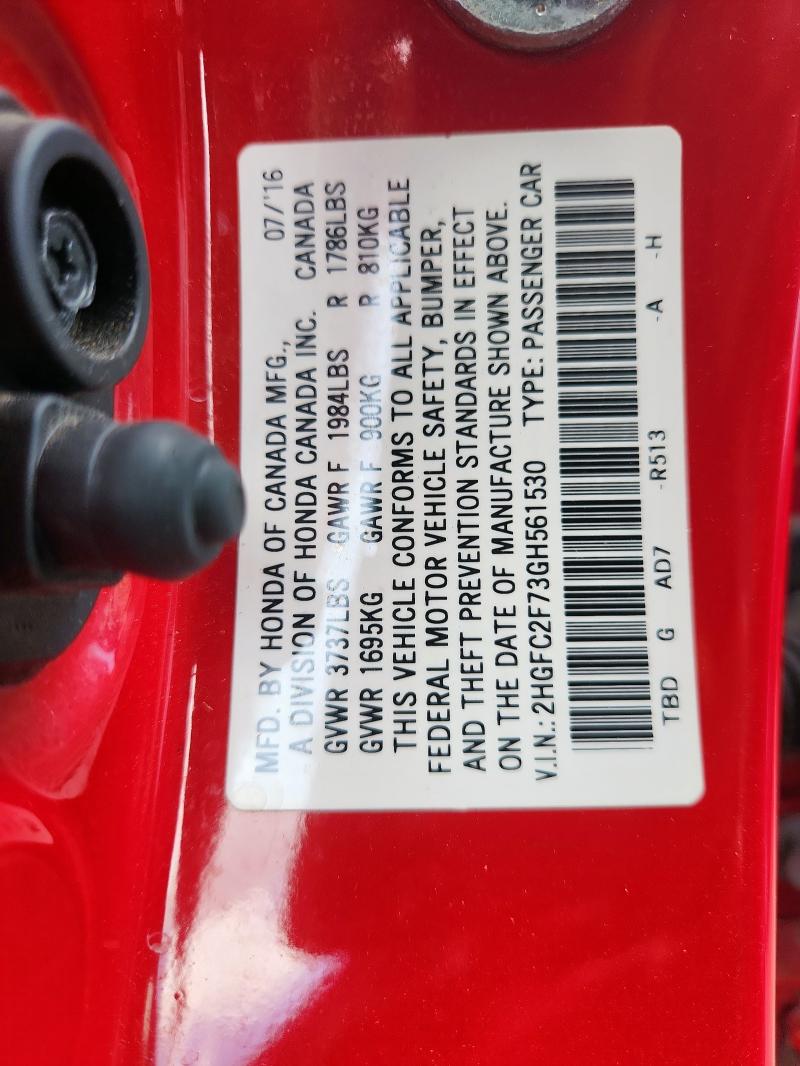 MFD. BY HONDA OF CANADA MFG., 07/'16
A DIVISION OF HONDA CANADA INC. CANADA
GVWR 3737LBS GAWR F 1984LBS R 1786LBS
GVWR 1695KG GAWR F 900KG R 810KG
THIS VEHICLE CONFORMS TO ALL APPLICABLE
FEDERAL MOTOR VEHICLE SAFETY, BUMPER,
AND THEFT PREVENTION STANDARDS IN EFFECT
ON THE DATE OF MANUFACTURE SHOWN ABOVE.
V.I.N.: 2HGFC2F73GH561530 TYPE: PASSENGER CAR
TBD G AD7 -R513 -A -H